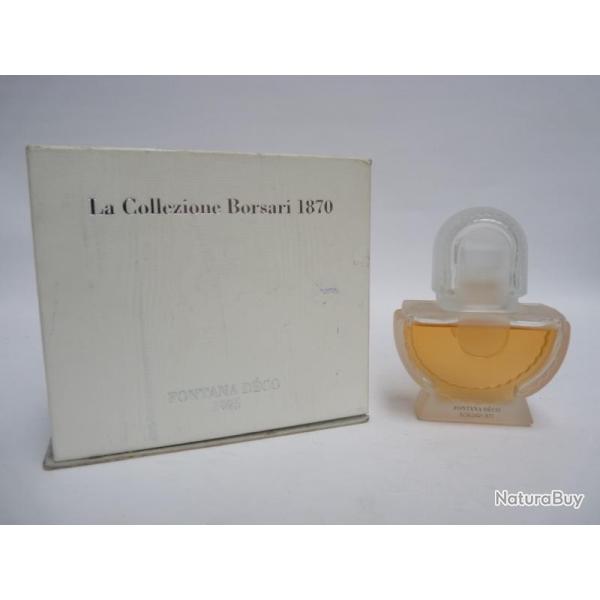 La Collezione Borsari 1870
FONTANA DÉCO
FONTANA DÉCO
NaturaBuy